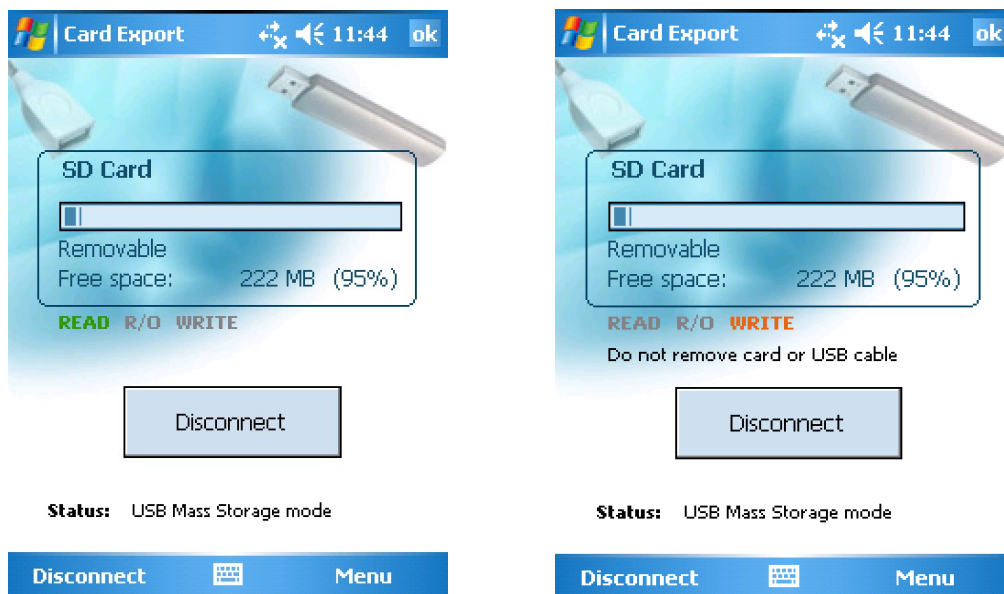 Card Export 11:44 ok
SD Card
Removable
Free space: 222 MB (95%)
READ R/O WRITE
Disconnect
Status: USB Mass Storage mode
Disconnect Menu
Card Export 11:44 ok
SD Card
Removable
Free space: 222 MB (95%)
READ R/O WRITE
Do not remove card or USB cable
Disconnect
Status: USB Mass Storage mode
Disconnect Menu